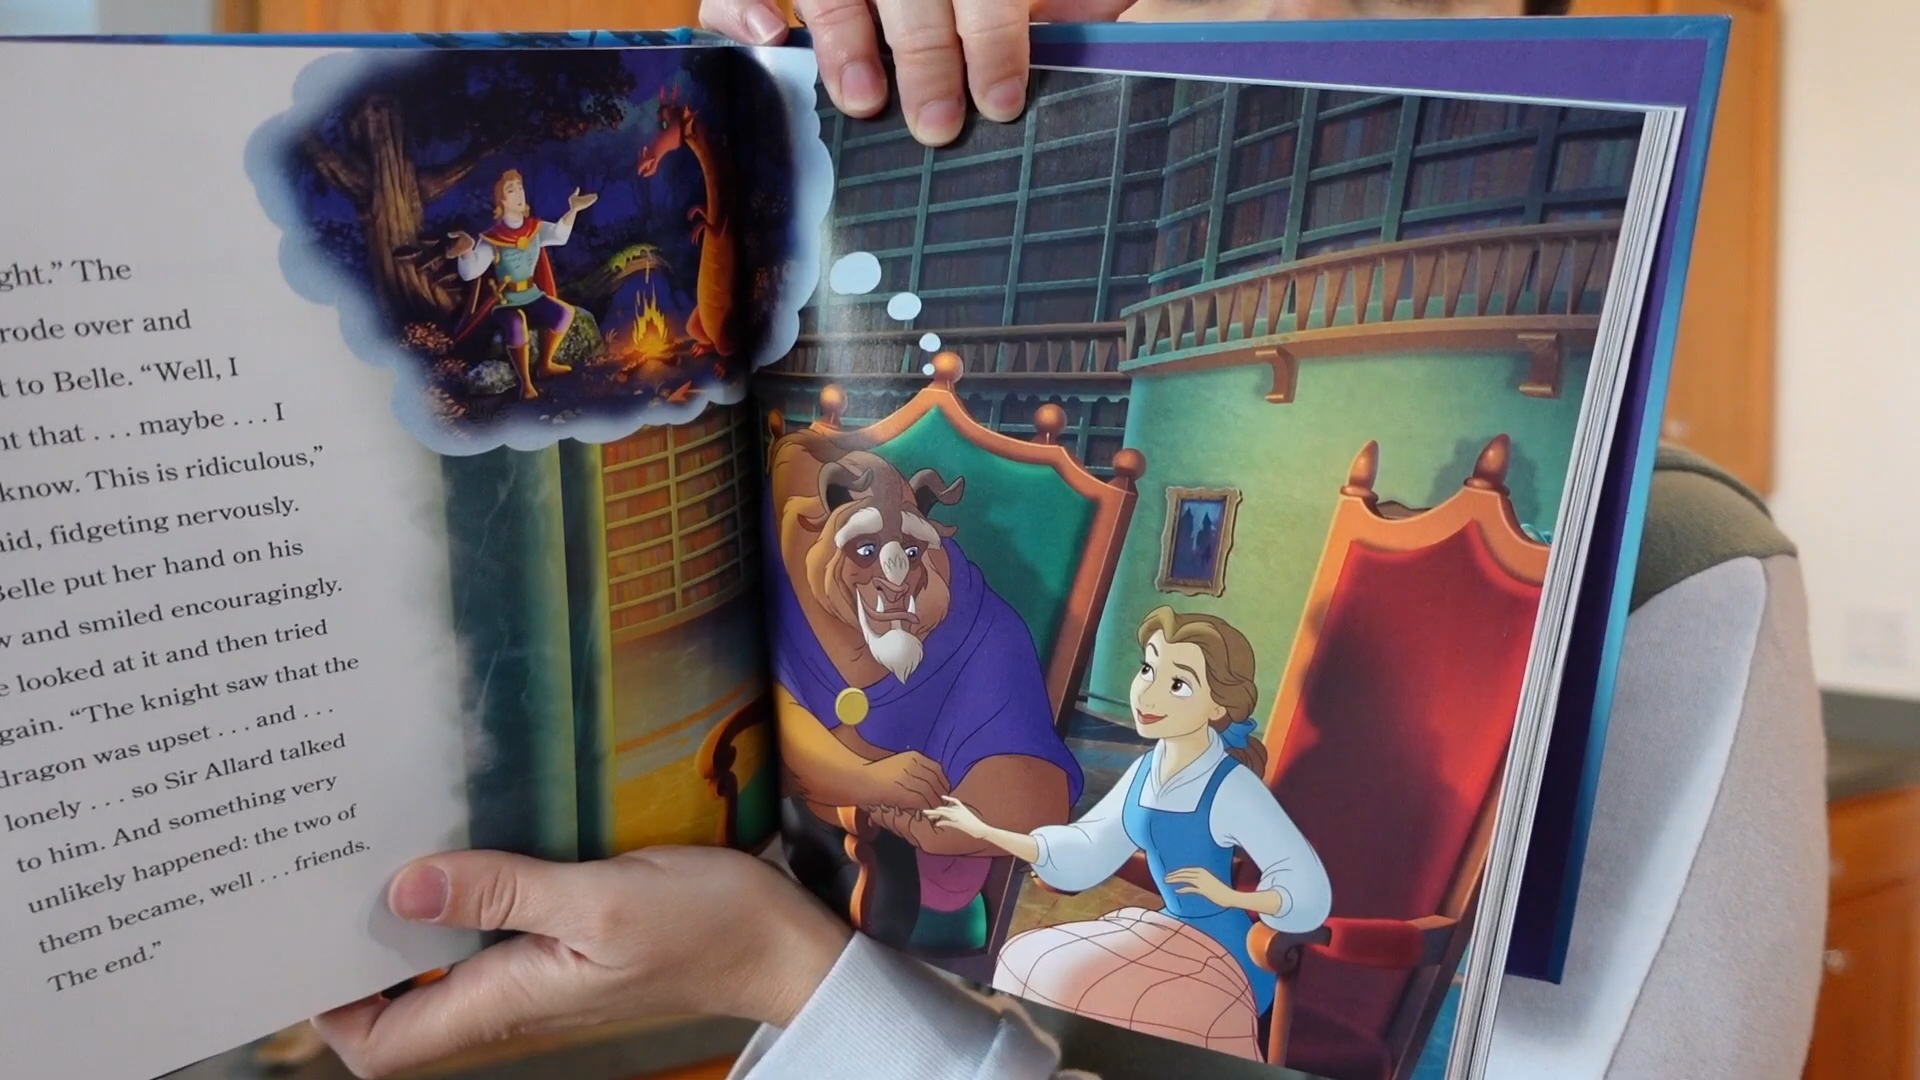 ght.” The
rode over and
t to Belle. “Well, I
nt that . . . maybe . . . I
know. This is ridiculous,”
aid, fidgeting nervously.
Belle put her hand on his
w and smiled encouragingly.
e looked at it and then tried
gain. “The knight saw that the
dragon was upset . . . and . . .
lonely . . . so Sir Allard talked
to him. And something very
unlikely happened: the two of
them became, well . . . friends.
The end.”